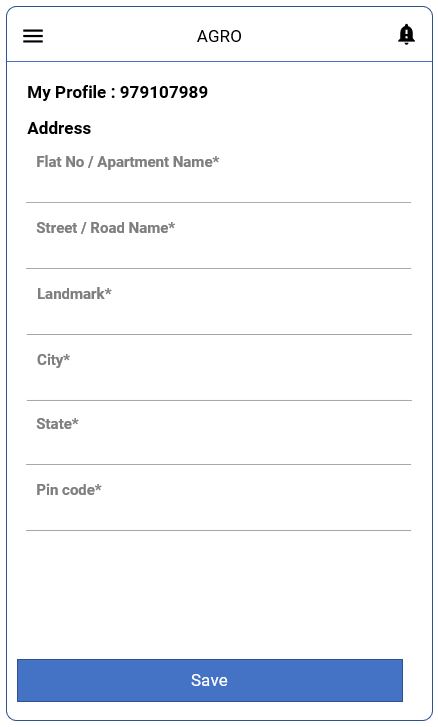 AGRO
My Profile : 979107989
Address
Flat No / Apartment Name*
Street / Road Name*
Landmark*
City*
State*
Pin code*
Save